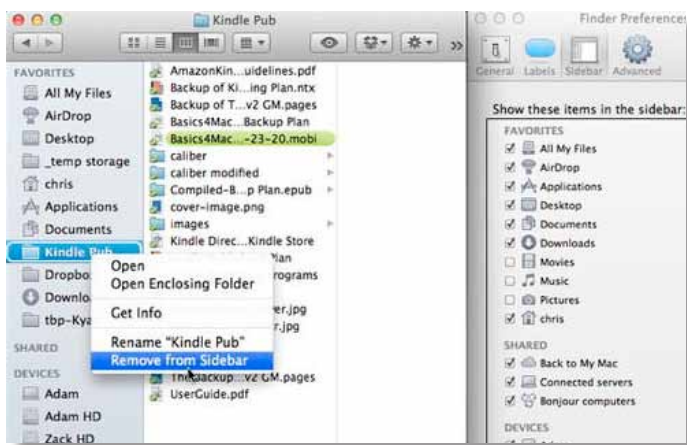 Kindle Pub
FAVORITES
All My Files
AirDrop
Desktop
_temp storage
chris
Applications
Documents
Kindle Pub
Dropbo
Downlo
tbp-Kya
SHARED
DEVICES
Adam
Adam HD
Zack HD
AmazonKin...uidelines.pdf
Backup of Ki...ing Plan.ntx
Backup of T...v2 GM.pages
Basics4Mac...Backup Plan
Basics4Mac...-23-20.mobi
caliber
caliber modified
Compiled-B...p Plan.epub
cover-image.png
images
Kindle Direc...Kindle Store
Plan
rograms
er.jpg
r.jpg
The Backup...v2 GM.pages
UserGuide.pdf
Open
Open Enclosing Folder
Get Info
Rename "Kindle Pub"
Remove from Sidebar
Finder Preferences
General Labels Sidebar Advanced
Show these items in the sidebar:
FAVORITES
All My Files
AirDrop
Applications
Desktop
Documents
Downloads
Movies
Music
Pictures
chris
SHARED
Back to My Mac
Connected servers
Bonjour computers
DEVICES